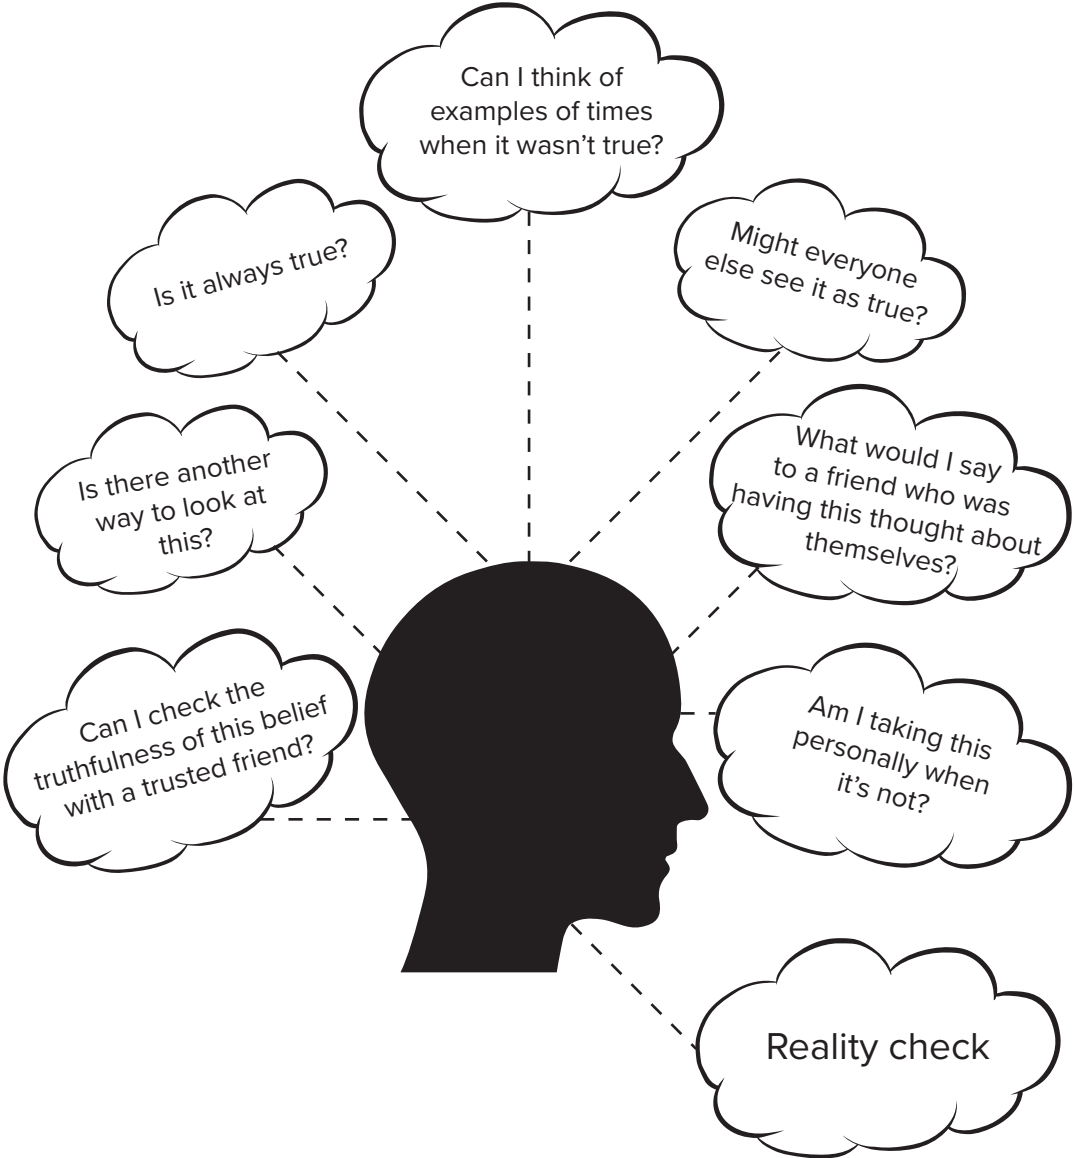 Can I think of
examples of times
when it wasn’t true?
Is it always true?
Might everyone
else see it as true?
Is there another
way to look at
this?
What would I say
to a friend who was
having this thought about
themselves?
Can I check the
truthfulness of this belief
with a trusted friend?
Am I taking this
personally when
it’s not?
Reality check